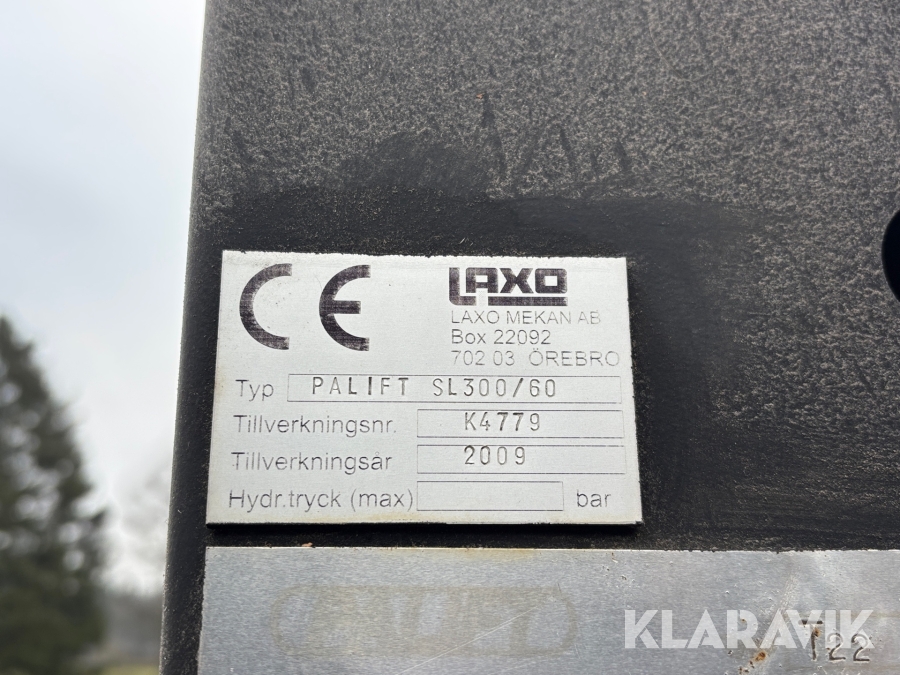 CE LAXO
LAXO MEKAN AB
Box 22092
702 03 ÖREBRO
Typ PALIFT SL300/60
Tillverkningsnr. K4779
Tillverkningsår 2009
Hydr.tryck (max) bar
KLARAVIK
T22